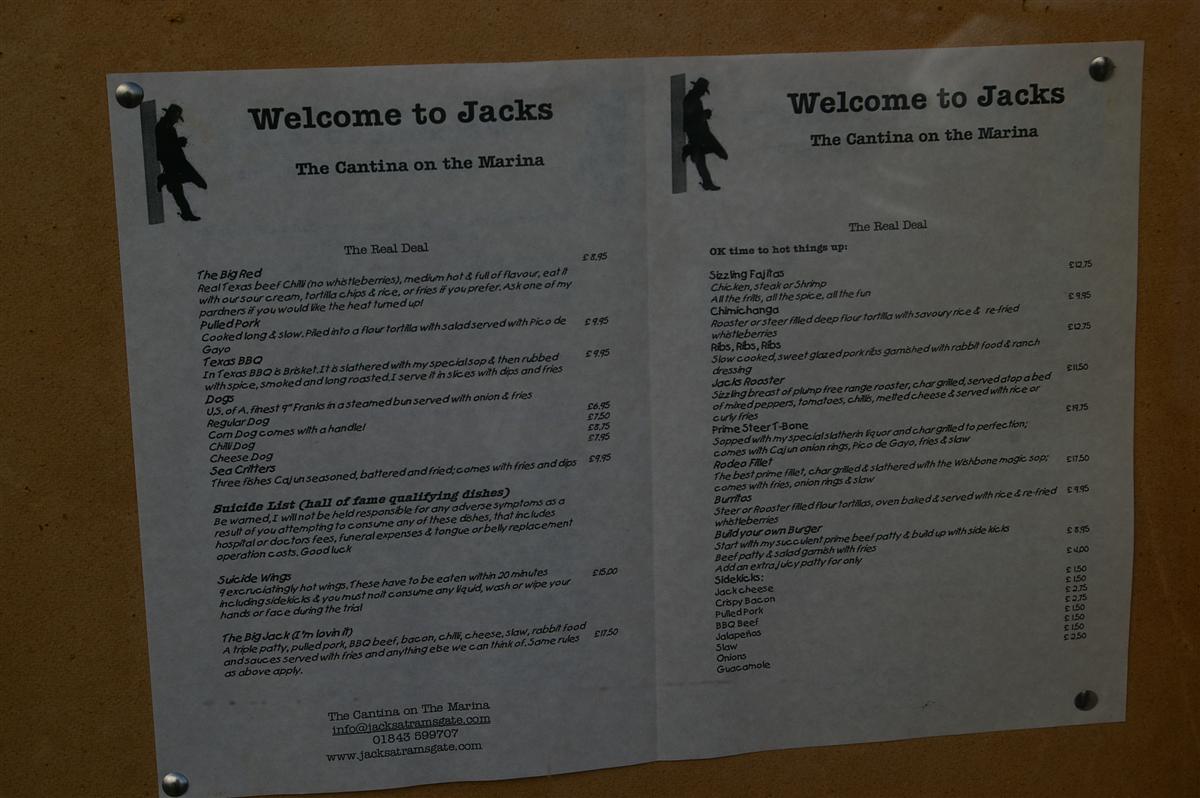 Welcome to Jacks
The Cantina on the Marina
The Real Deal
The Big Red £8.95
Real Texas beef Chilli (no whistleberries), medium hot & full of flavour, eat it
with our sour cream, tortilla chips & rice, or fries if you prefer. Ask one of my
pardners if you would like the heat turned up!
Pulled Pork
Cooked long & slow. Piled into a flour tortilla with salad served with Pico de £9.95
Gayo
Texas BBQ
In Texas BBQ is Brisket. It is slathered with my special sop & then rubbed £9.95
with spice, smoked and long roasted. I serve it in slices with dips and fries
Dogs
U.S. of A. finest 9" Franks in a steamed bun served with onion & fries
Regular Dog £6.95
Corn Dog comes with a handle! £7.50
Chilli Dog £8.75
Cheese Dog £7.95
Sea Critters
Three fishes Cajun seasoned, battered and fried; comes with fries and dips £9.95
Suicide List (hall of fame qualifying dishes)
Be warned, I will not be held responsible for any adverse symptoms as a
result of you attempting to consume any of these dishes, that includes
hospital or doctors fees, funeral expenses & tongue or belly replacement
operation costs. Good luck
Suicide Wings
9 excruciatingly hot wings. These have to be eaten within 20 minutes £15.00
including sidekicks & you must noit consume any liquid, wash or wipe your
hands or face during the trial
The Big Jack (I'm lovin it)
A triple patty, pulled pork, BBQ beef, bacon, chilli, cheese, slaw, rabbit food £17.50
and sauces served with fries and anything else we can think of. Same rules
as above apply.
The Cantina on The Marina
info@jacksatramsgate.com
01843 599707
www.jacksatramsgate.com
Welcome to Jacks
The Cantina on the Marina
The Real Deal
OK time to hot things up:
Sizzling Fajitas £12.75
Chicken, steak or Shrimp
All the frills, all the spice, all the fun
Chimichanga £9.95
Rooster or steer filled deep flour tortilla with savoury rice & re-fried
whistleberries
Ribs, Ribs, Ribs £12.75
Slow cooked, sweet glazed pork ribs garnished with rabbit food & ranch
dressing
Jacks Rooster £11.50
Sizzling breast of plump free range rooster, char grilled, served atop a bed
of mixed peppers, tomatoes, chillis, melted cheese & served with rice or
curly fries
Prime Steer T-Bone £19.75
Sopped with my special slatherin liquor and char grilled to perfection;
comes with Cajun onion rings, Pico de Gayo, fries & slaw
Rodeo Fillet
The best prime fillet, char grilled & slathered with the Wishbone magic sop; £17.50
comes with fries, onion rings & slaw
Burritos
Steer or Rooster filled flour tortillas, oven baked & served with rice & re-fried £9.95
whistleberries
Build your own Burger
Start with my succulent prime beef patty & build up with side kicks
Beef patty & salad garnish with fries £8.95
Add an extra juicy patty for only £4.00
Sidekicks:
Jack cheese £1.50
Crispy Bacon £1.50
Pulled Pork £2.75
BBQ Beef £2.75
Jalapeños £1.50
Slaw £1.50
Onions £1.50
Guacamole £2.50